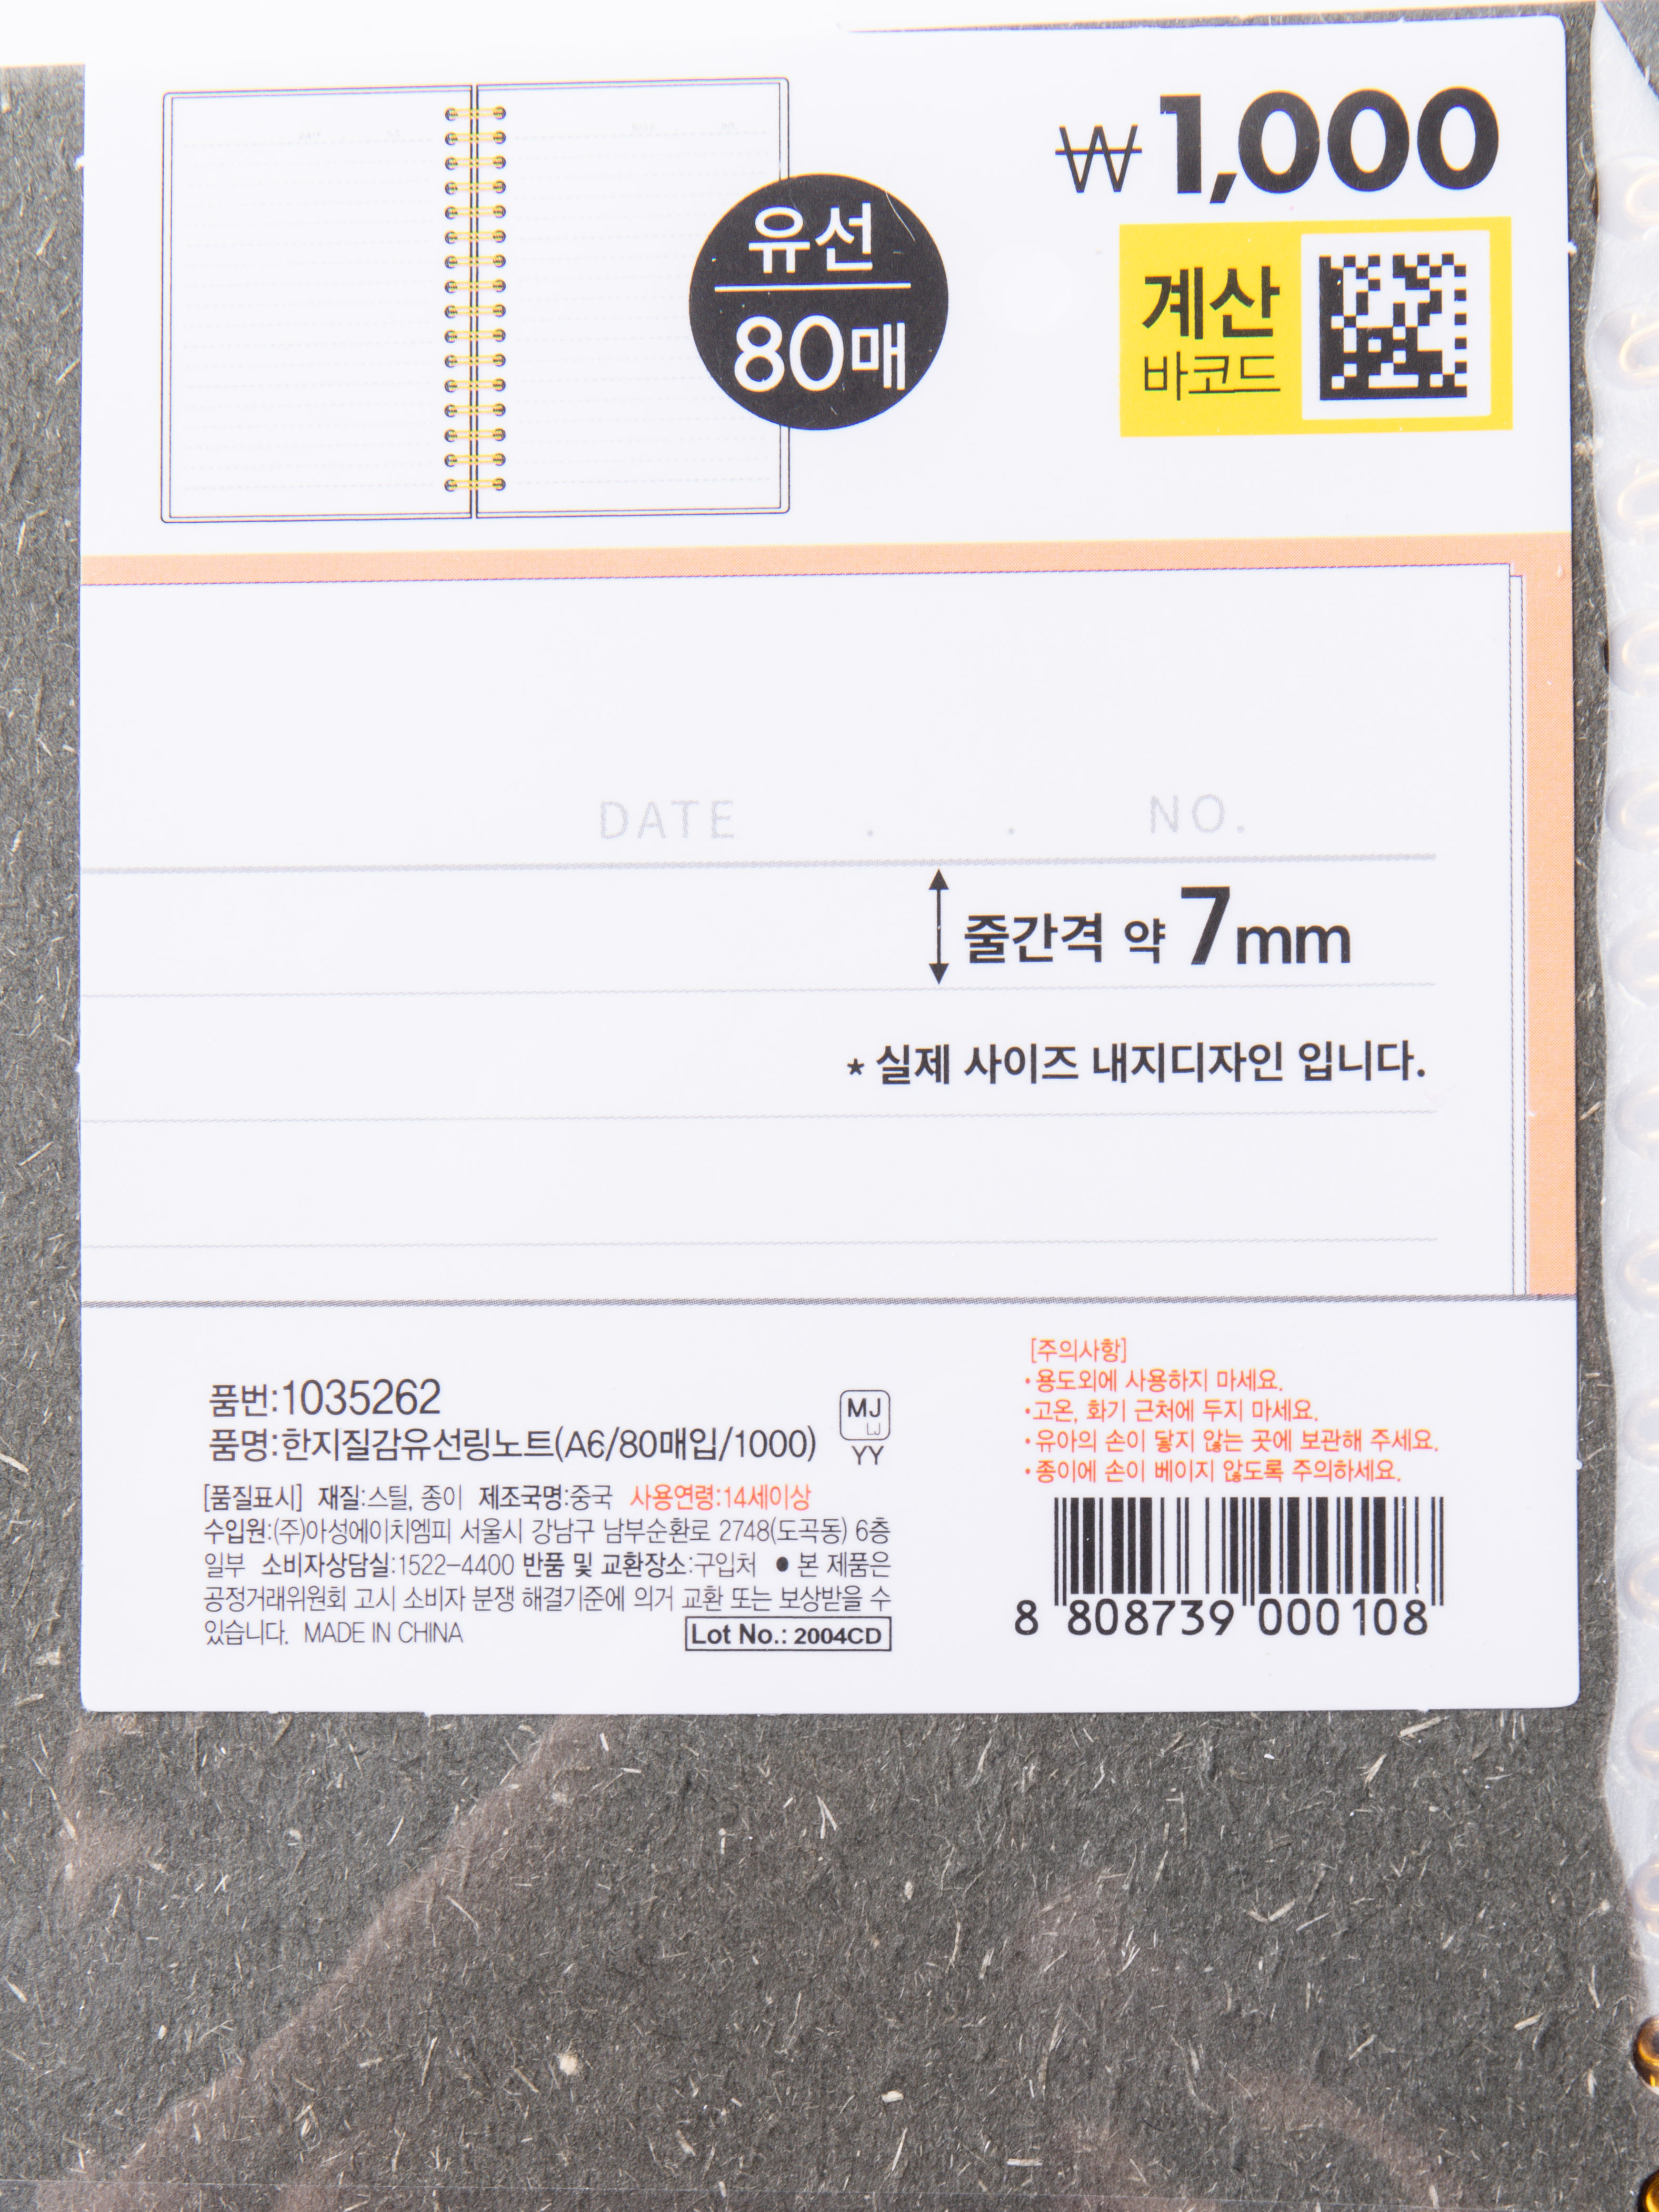 ₩1,000
유선
80매
계산
바코드
DATE . . NO.
줄간격 약 7mm
* 실제 사이즈 내지디자인 입니다.
품번:1035262
품명:한지질감유선링노트(A6/80매입/1000)
MJ
LJ
YY
[품질표시] 재질:스틸, 종이 제조국명:중국 사용연령:14세이상
수입원:(주)아성에이치엠피 서울시 강남구 남부순환로 2748(도곡동) 6층
일부 소비자상담실:1522-4400 반품 및 교환장소:구입처 ● 본 제품은
공정거래위원회 고시 소비자 분쟁 해결기준에 의거 교환 또는 보상받을 수
있습니다. MADE IN CHINA
Lot No.: 2004CD
[주의사항]
•용도외에 사용하지 마세요.
•고온, 화기 근처에 두지 마세요.
•유아의 손이 닿지 않는 곳에 보관해 주세요.
•종이에 손이 베이지 않도록 주의하세요.
8 808739 000108